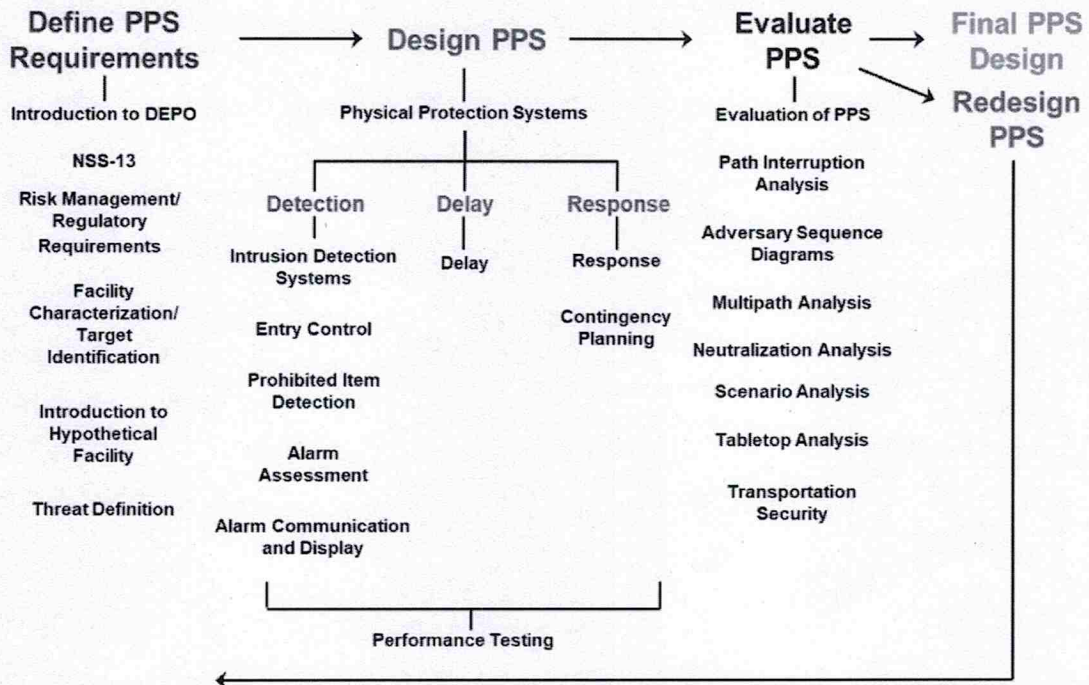 Define PPS
Requirements
Introduction to DEPO
NSS-13
Risk Management/
Regulatory
Requirements
Facility
Characterization/
Target
Identification
Introduction to
Hypothetical
Facility
Threat Definition
Design PPS
Physical Protection Systems
Detection
Intrusion Detection
Systems
Entry Control
Prohibited Item
Detection
Alarm
Assessment
Alarm Communication
and Display
Delay
Delay
Response
Response
Contingency
Planning
Performance Testing
Evaluate
PPS
Evaluation of PPS
Path Interruption
Analysis
Adversary Sequence
Diagrams
Multipath Analysis
Neutralization Analysis
Scenario Analysis
Tabletop Analysis
Transportation
Security
Final PPS
Design
Redesign
PPS